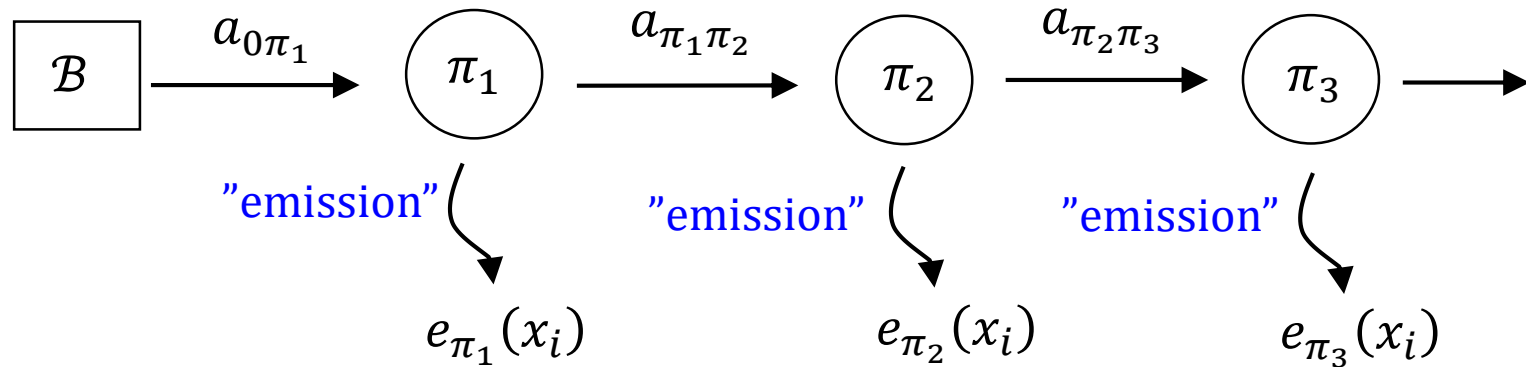 a_{0π_1} a_{π_1π_2} a_{π_2π_3}
ℬ π_1 π_2 π_3
”emission” ”emission” ”emission”
e_{π_1}(x_i) e_{π_2}(x_i) e_{π_3}(x_i)